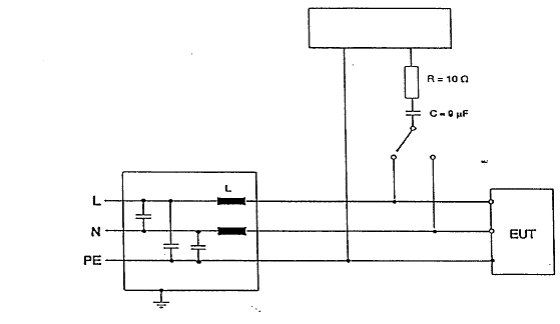 R = 10 Ω
C = 9 µF
L
L
N
EUT
PE